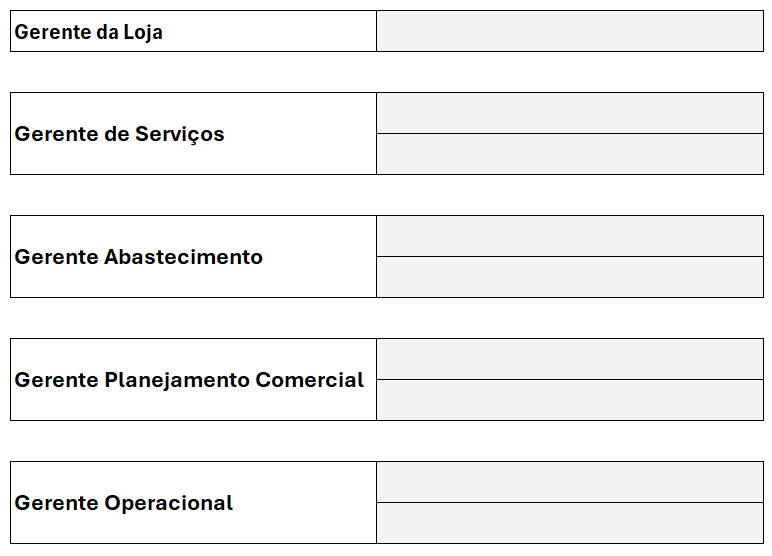 Gerente da Loja
Gerente de Serviços
Gerente Abastecimento
Gerente Planejamento Comercial
Gerente Operacional